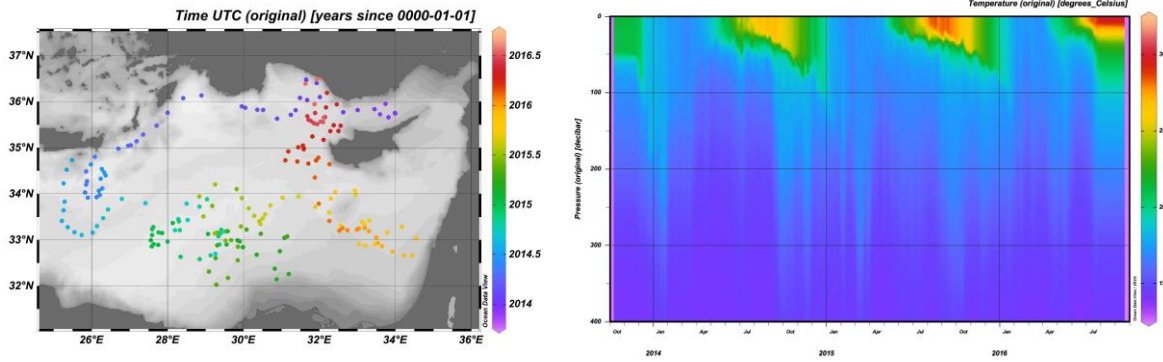 Time UTC (original) [years since 0000-01-01]
37°N
36°N
35°N
34°N
33°N
32°N
26°E
28°E
30°E
32°E
34°E
36°E
2016.5
2016
2015.5
2015
2014.5
2014
Ocean Data View
Temperature (original) [degrees_Celsius]
Pressure (original) [decibar]
0
100
200
300
400
Oct
Jan
Apr
Jul
Oct
Jan
Apr
Jul
Oct
Jan
Apr
Jul
2014
2015
2016